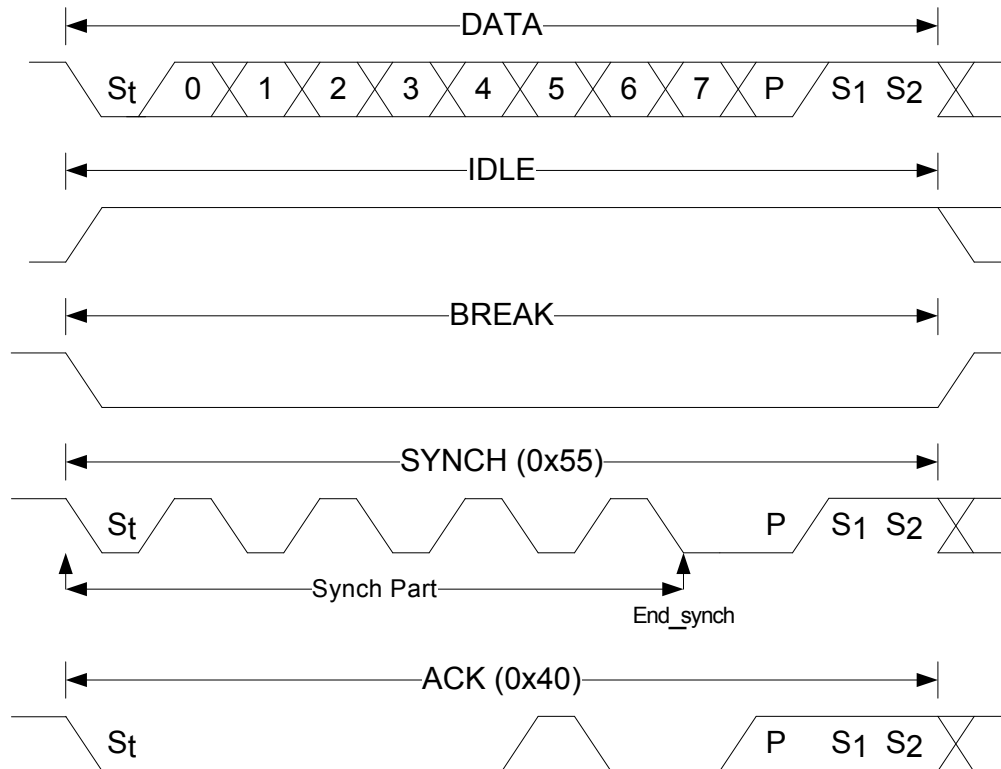 DATA
St 0 1 2 3 4 5 6 7 P S1 S2
IDLE
BREAK
SYNCH (0x55)
St P S1 S2
Synch Part
End_synch
ACK (0x40)
St P S1 S2